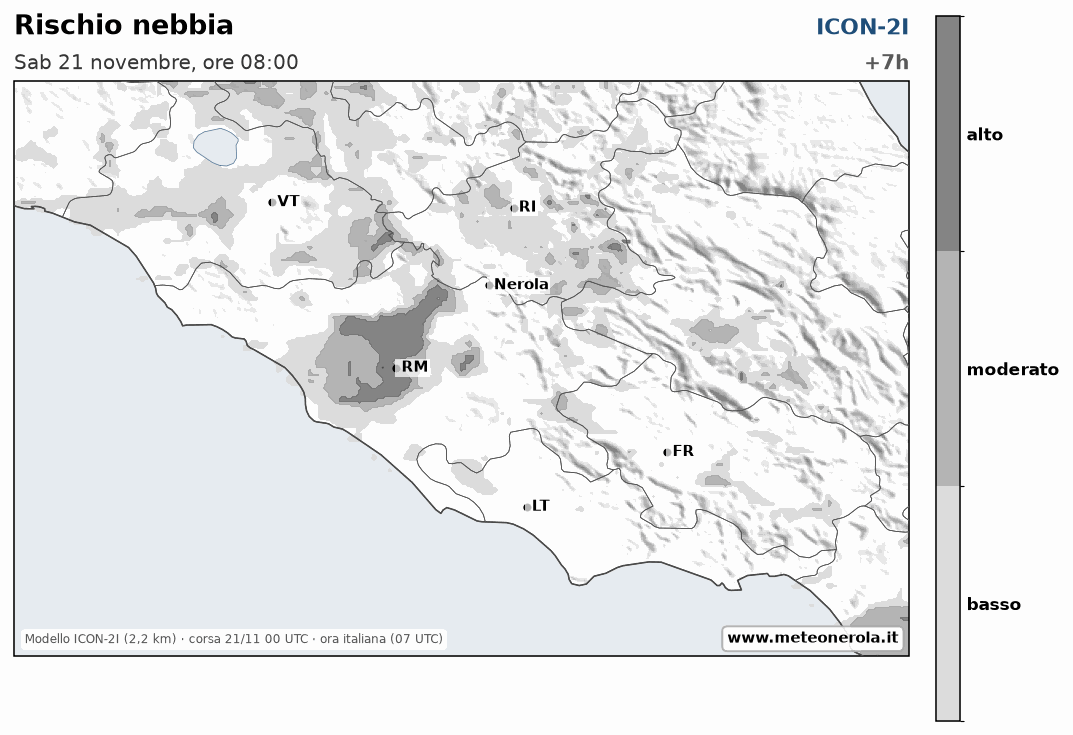 Rischio nebbia
ICON-2I
Sab 21 novembre, ore 08:00
+7h
alto
VT
RI
Nerola
RM
moderato
FR
LT
basso
Modello ICON-2I (2,2 km) · corsa 21/11 00 UTC · ora italiana (07 UTC)
www.meteonerola.it